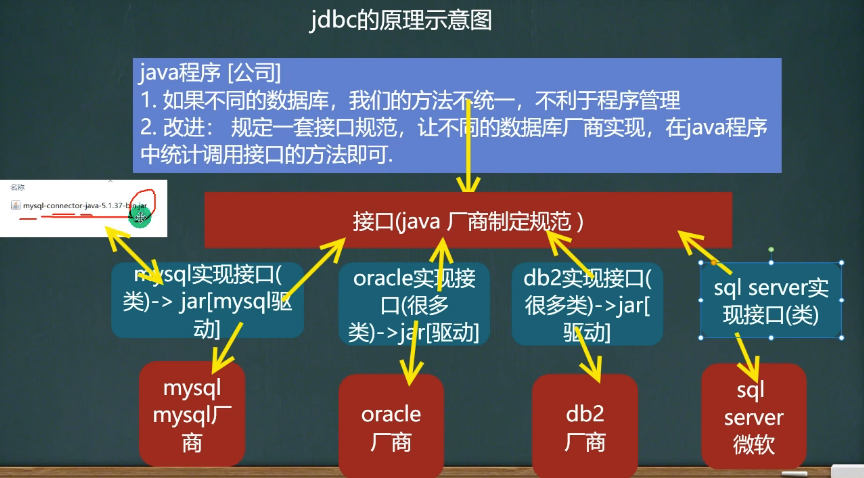 jdbc的原理示意图
java程序 [公司]
1. 如果不同的数据库，我们的方法不统一，不利于程序管理
2. 改进： 规定一套接口规范，让不同的数据库厂商实现，在java程序
中统计调用接口的方法即可.
名称
mysql-connector-java-5.1.37-bin.jar
接口(java 厂商制定规范 )
mysql实现接口(
类)-> jar[mysql驱
动]
oracle实现接
口(很多
类)->jar[驱动]
db2实现接口(
很多类)->jar[
驱动]
sql server实
现接口(类)
mysql
mysql厂
商
oracle
厂商
db2
厂商
sql
server
微软